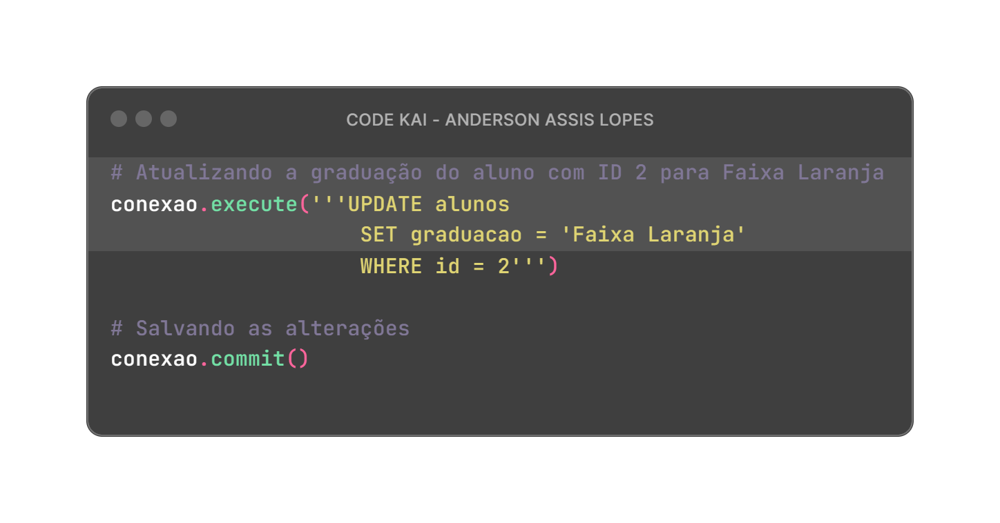 CODE KAI - ANDERSON ASSIS LOPES
# Atualizando a graduação do aluno com ID 2 para Faixa Laranja
conexao.execute('''UPDATE alunos
                    SET graduacao = 'Faixa Laranja'
                    WHERE id = 2''')
# Salvando as alterações
conexao.commit()